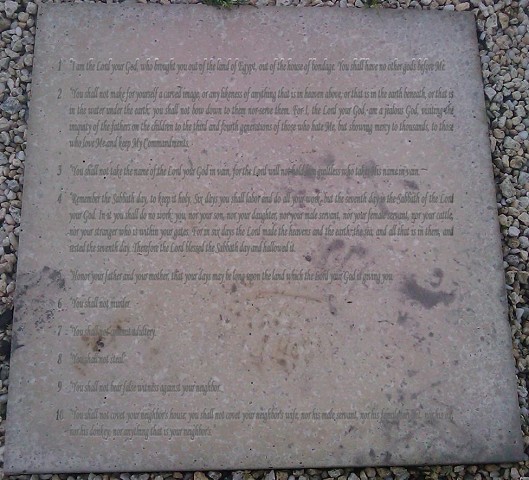 1 "I am the Lord your God, who brought you out of the land of Egypt, out of the house of bondage. You shall have no other gods before Me.
2 "You shall not make for yourself a carved image, or any likeness of anything that is in heaven above, or that is in the earth beneath, or that is
in the water under the earth; you shall not bow down to them nor serve them. For I, the Lord your God, am a jealous God, visiting the
iniquity of the fathers on the children to the third and fourth generations of those who hate Me, but showing mercy to thousands, to those
who love Me and keep My Commandments.
3 "You shall not take the name of the Lord your God in vain, for the Lord will not hold him guiltless who takes His name in vain.
4 "Remember the Sabbath day, to keep it holy. Six days you shall labor and do all your work, but the seventh day is the Sabbath of the Lord
your God. In it you shall do no work: you, nor your son, nor your daughter, nor your male servant, nor your female servant, nor your cattle,
nor your stranger who is within your gates. For in six days the Lord made the heavens and the earth, the sea, and all that is in them, and
rested the seventh day. Therefore the Lord blessed the Sabbath day and hallowed it.
5 "Honor your father and your mother, that your days may be long upon the land which the Lord your God is giving you.
6 "You shall not murder.
7 "You shall not commit adultery.
8 "You shall not steal.
9 "You shall not bear false witness against your neighbor.
10 "You shall not covet your neighbor's house; you shall not covet your neighbor's wife, nor his male servant, nor his female servant, nor his ox,
nor his donkey, nor anything that is your neighbor's.